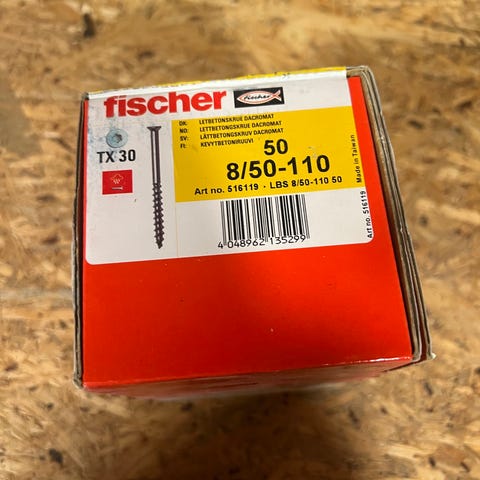 fischer fischer
DK: LETBETONSKRUE DACROMAT
NO: LETTBETONGSKRUE DACROMAT
SV: LÄTTBETONGSKRUV DACROMAT
FI: KEVYTBETONIRUUVI
TX 30
50
8/50-110
Art no. 516119 · LBS 8/50-110 50
4 048962 135299
Made in Taiwan
Art no. 516119